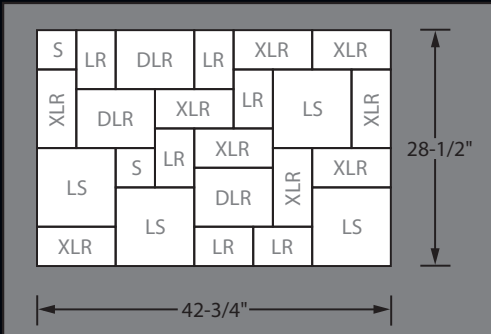 S LR DLR LR XLR XLR
XLR DLR XLR LR LS XLR
28-1/2"
LS S LR XLR XLR XLR
LS DLR LS
XLR LR LR
42-3/4"